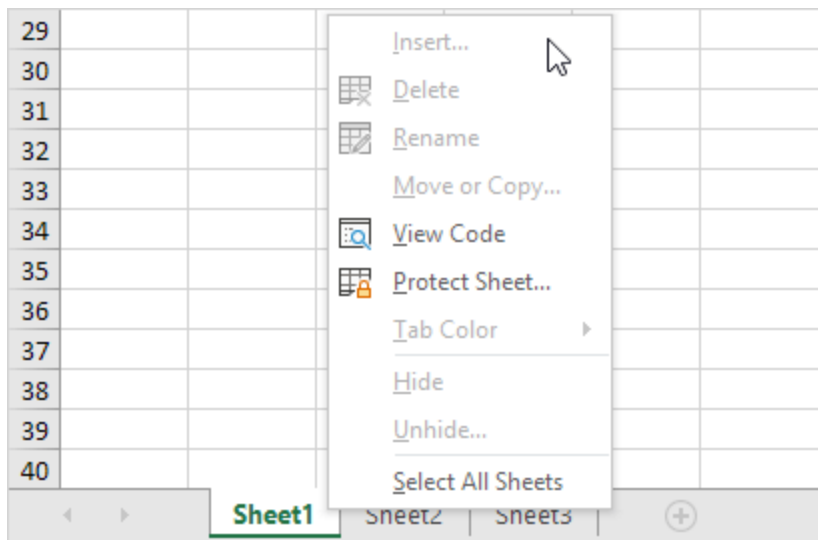 29
Insert...
30
Delete
31
Rename
32
Move or Copy...
33
View Code
34
Protect Sheet...
35
36
Tab Color
37
Hide
38
Unhide...
39
Select All Sheets
40
Sheet1 Sheet2 Sheet3